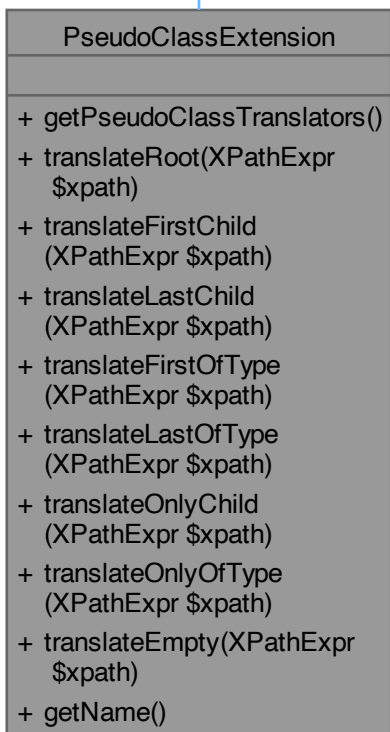 PseudoClassExtension
+ getPseudoClassTranslators()
+ translateRoot(XPathExpr
$xpath)
+ translateFirstChild
(XPathExpr $xpath)
+ translateLastChild
(XPathExpr $xpath)
+ translateFirstOfType
(XPathExpr $xpath)
+ translateLastOfType
(XPathExpr $xpath)
+ translateOnlyChild
(XPathExpr $xpath)
+ translateOnlyOfType
(XPathExpr $xpath)
+ translateEmpty(XPathExpr
$xpath)
+ getName()